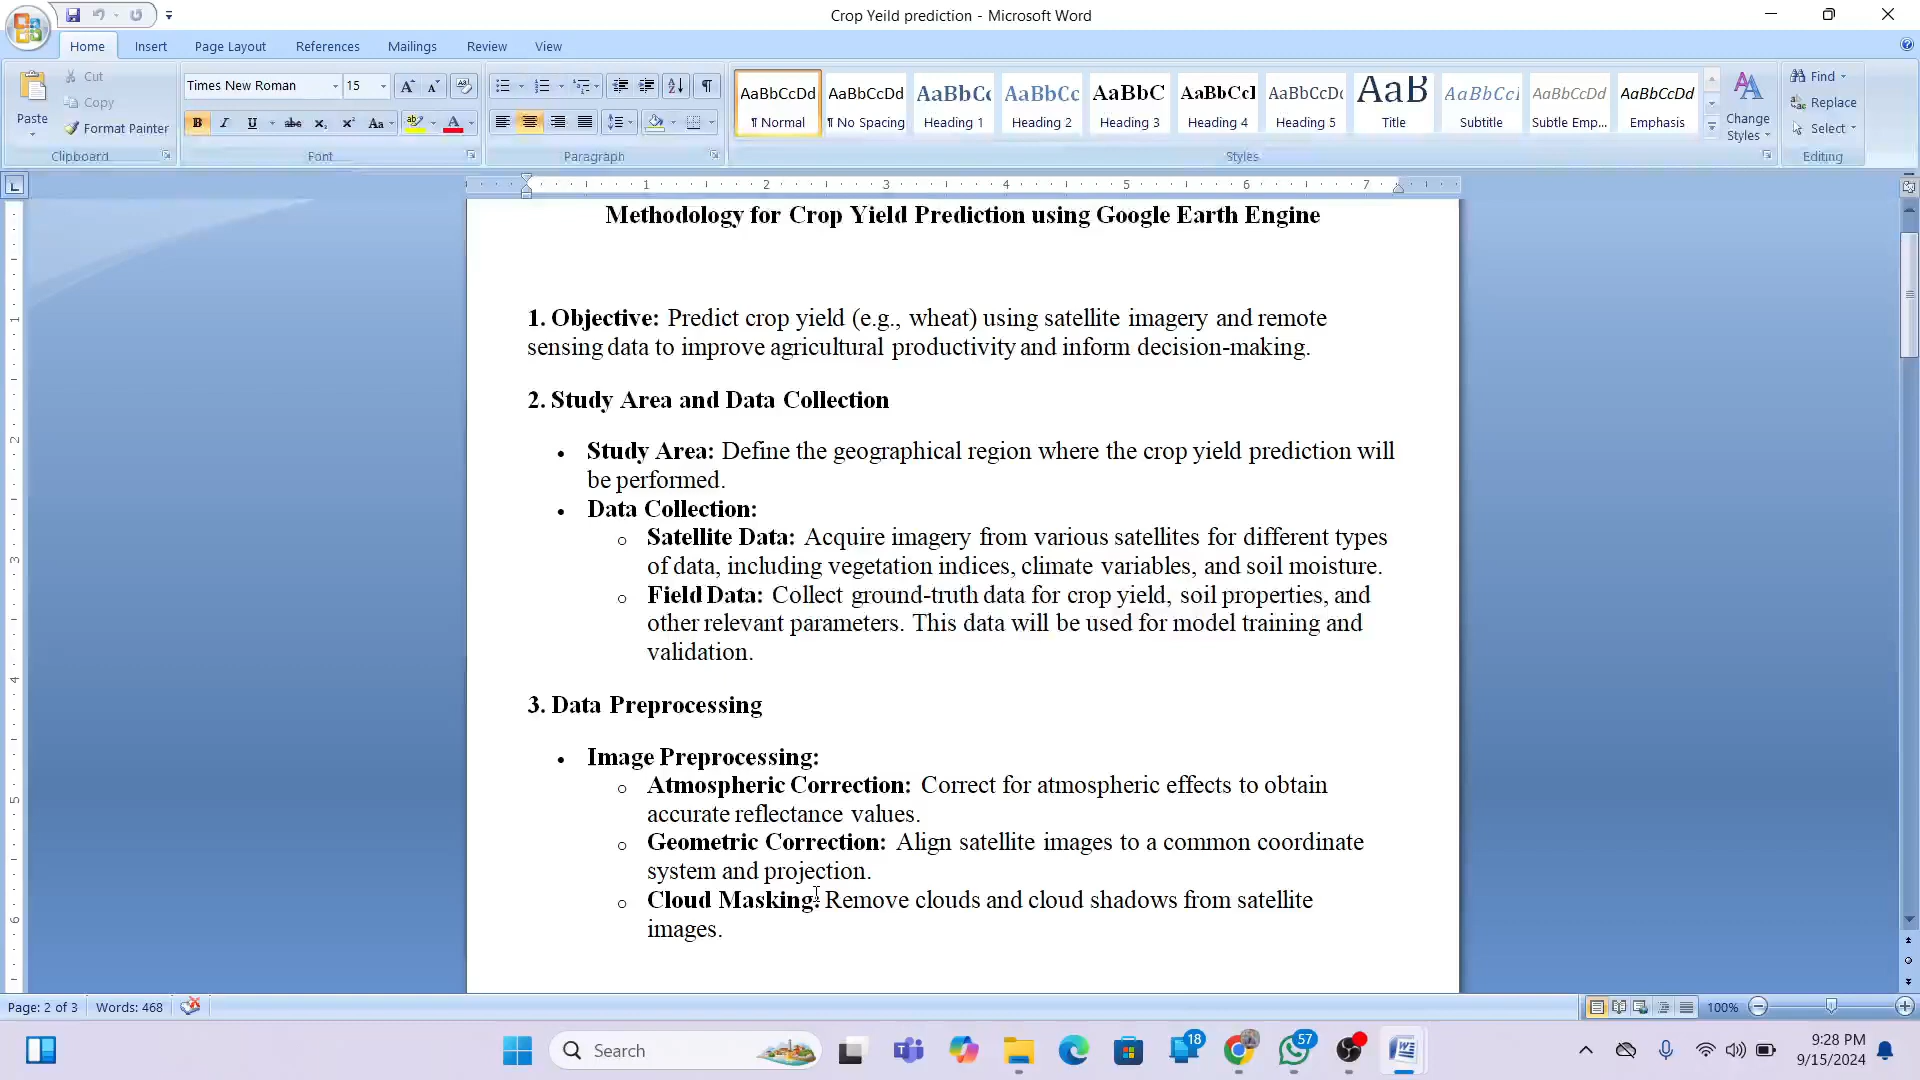 Crop Yeild prediction - Microsoft Word
Home Insert Page Layout References Mailings Review View
Paste
Cut
Copy
Format Painter
Clipboard
Times New Roman 15
Font
Paragraph
AaBbCcDd AaBbCcDd AaBbCc AaBbCc AaBbC AaBbCcI AaBbCcDc AaB AaBbCcI AaBbCcDd AaBbCcDd
¶ Normal ¶ No Spacing Heading 1 Heading 2 Heading 3 Heading 4 Heading 5 Title Subtitle Subtle Emp... Emphasis
Change Styles
Styles
Find
Replace
Select
Editing
1 2 3 4 5 6 7
Methodology for Crop Yield Prediction using Google Earth Engine
1. Objective: Predict crop yield (e.g., wheat) using satellite imagery and remote
sensing data to improve agricultural productivity and inform decision-making.
2. Study Area and Data Collection
• Study Area: Define the geographical region where the crop yield prediction will
be performed.
• Data Collection:
o Satellite Data: Acquire imagery from various satellites for different types
of data, including vegetation indices, climate variables, and soil moisture.
o Field Data: Collect ground-truth data for crop yield, soil properties, and
other relevant parameters. This data will be used for model training and
validation.
3. Data Preprocessing
• Image Preprocessing:
o Atmospheric Correction: Correct for atmospheric effects to obtain
accurate reflectance values.
o Geometric Correction: Align satellite images to a common coordinate
system and projection.
o Cloud Masking: Remove clouds and cloud shadows from satellite
images.
Page: 2 of 3 Words: 468
100%
Search
18
57
9:28 PM
9/15/2024